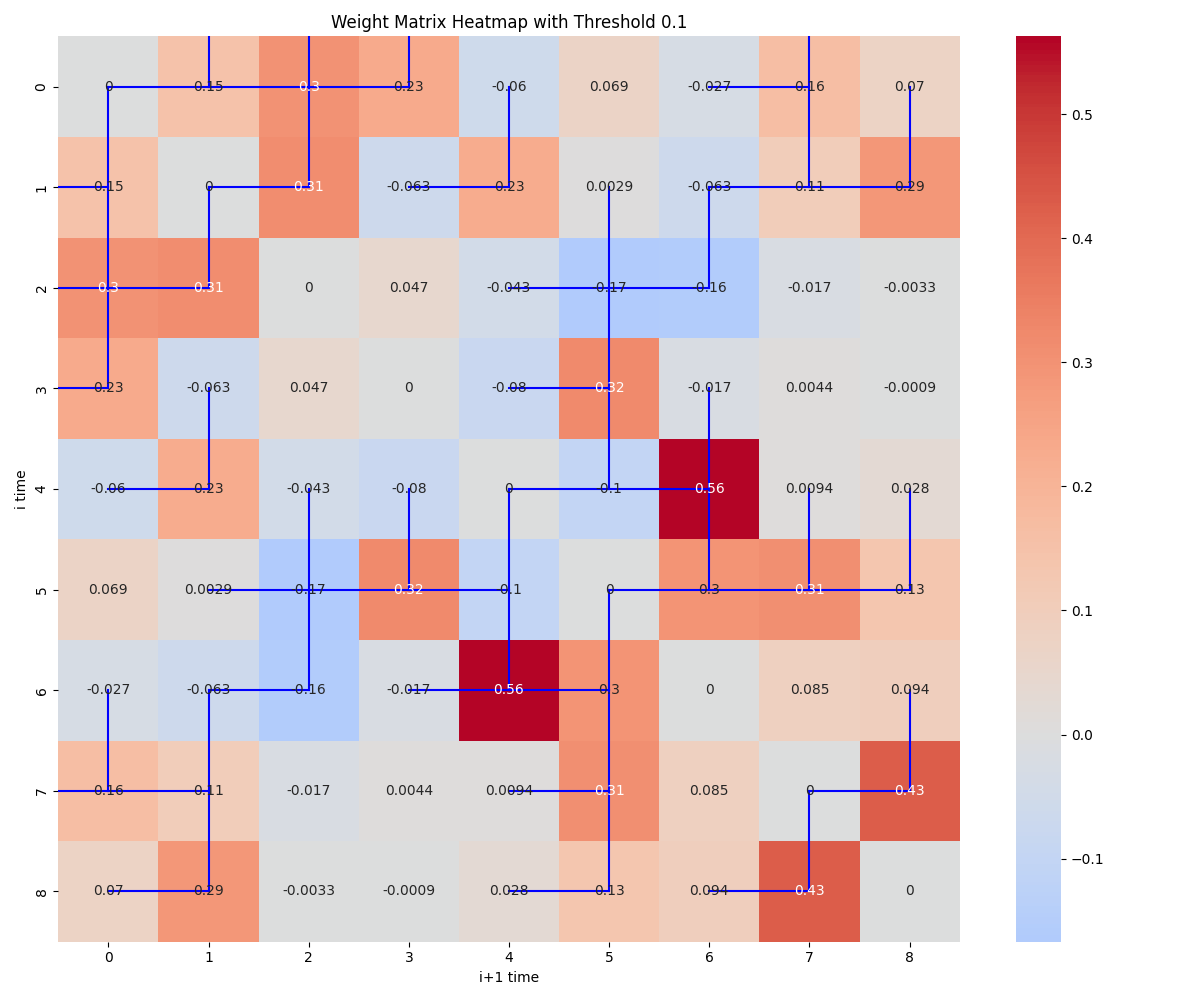 Weight Matrix Heatmap with Threshold 0.1
0 0 0.15 0.3 0.23 -0.06 0.069 -0.027 0.16 0.07
1 0.15 0 0.31 -0.063 0.23 0.0029 -0.063 0.11 0.29
2 0.3 0.31 0 0.047 -0.043 -0.17 -0.16 -0.017 -0.0033
3 0.23 -0.063 0.047 0 -0.08 0.32 -0.017 0.0044 -0.0009
4 -0.06 0.23 -0.043 -0.08 0 -0.1 0.56 0.0094 0.028
5 0.069 0.0029 -0.17 0.32 -0.1 0 0.3 0.31 0.13
6 -0.027 -0.063 -0.16 -0.017 0.56 0.3 0 0.085 0.094
7 0.16 0.11 -0.017 0.0044 0.0094 0.31 0.085 0 0.43
8 0.07 0.29 -0.0033 -0.0009 0.028 0.13 0.094 0.43 0
0 1 2 3 4 5 6 7 8
i+1 time
i time
0.5
0.4
0.3
0.2
0.1
0.0
−0.1